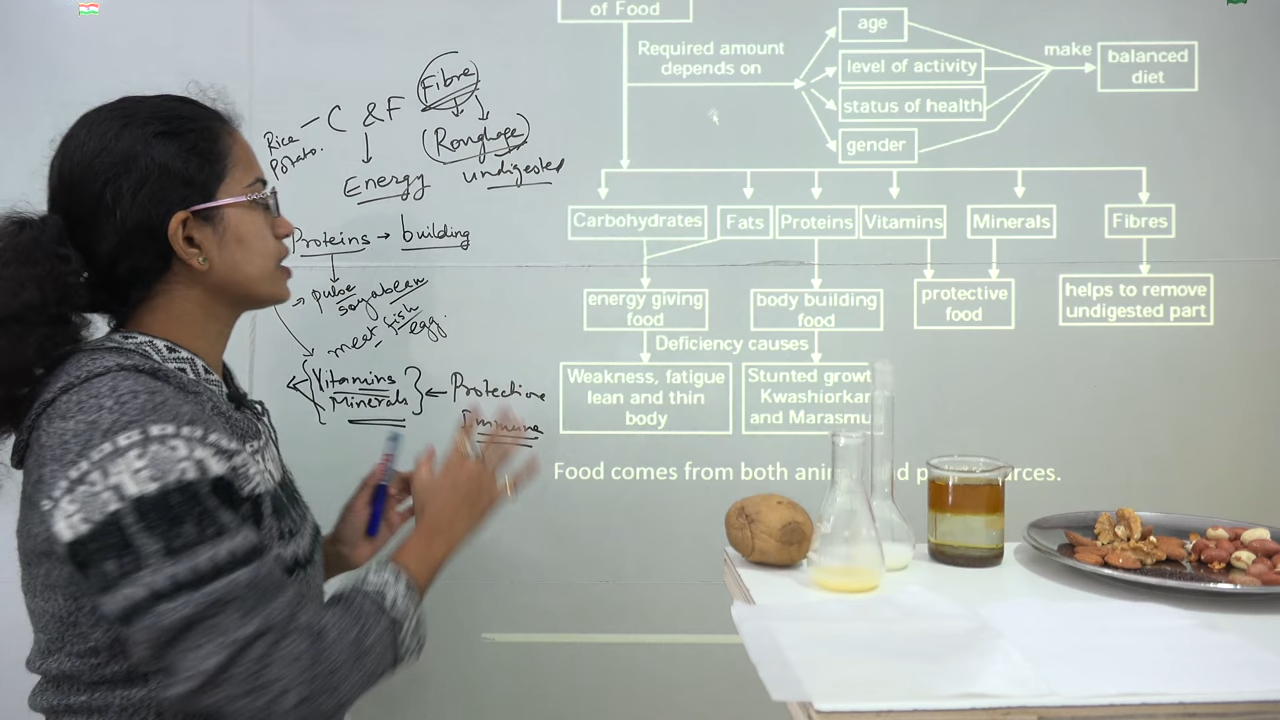 of Food
Required amount
depends on
age
level of activity
status of health
gender
make
balanced
diet
Carbohydrates
Fats
Proteins
Vitamins
Minerals
Fibres
energy giving
food
body building
food
protective
food
helps to remove
undigested part
Deficiency causes
Weakness, fatigue
lean and thin
body
Stunted growt
Kwashiorkar
and Marasmu
Food comes from both ani
Rice
Potato.
C & F
Fibre
(Roughage)
undigested
Energy
Proteins → building
→ pulse
soyabean
meat fish
egg.
Vitamins
Minerals
← Protection
Immune